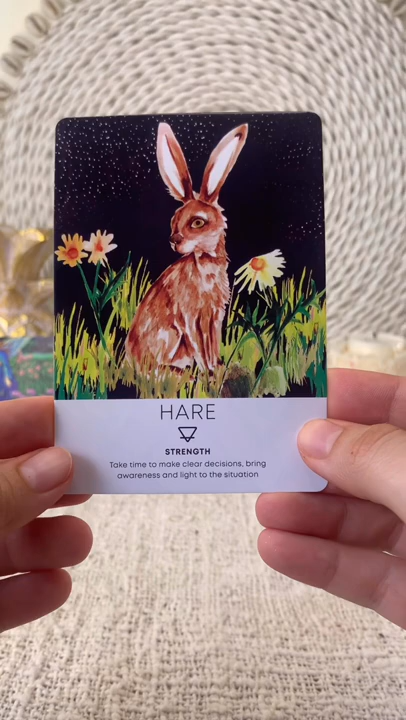 HARE
STRENGTH
Take time to make clear decisions, bring
awareness and light to the situation